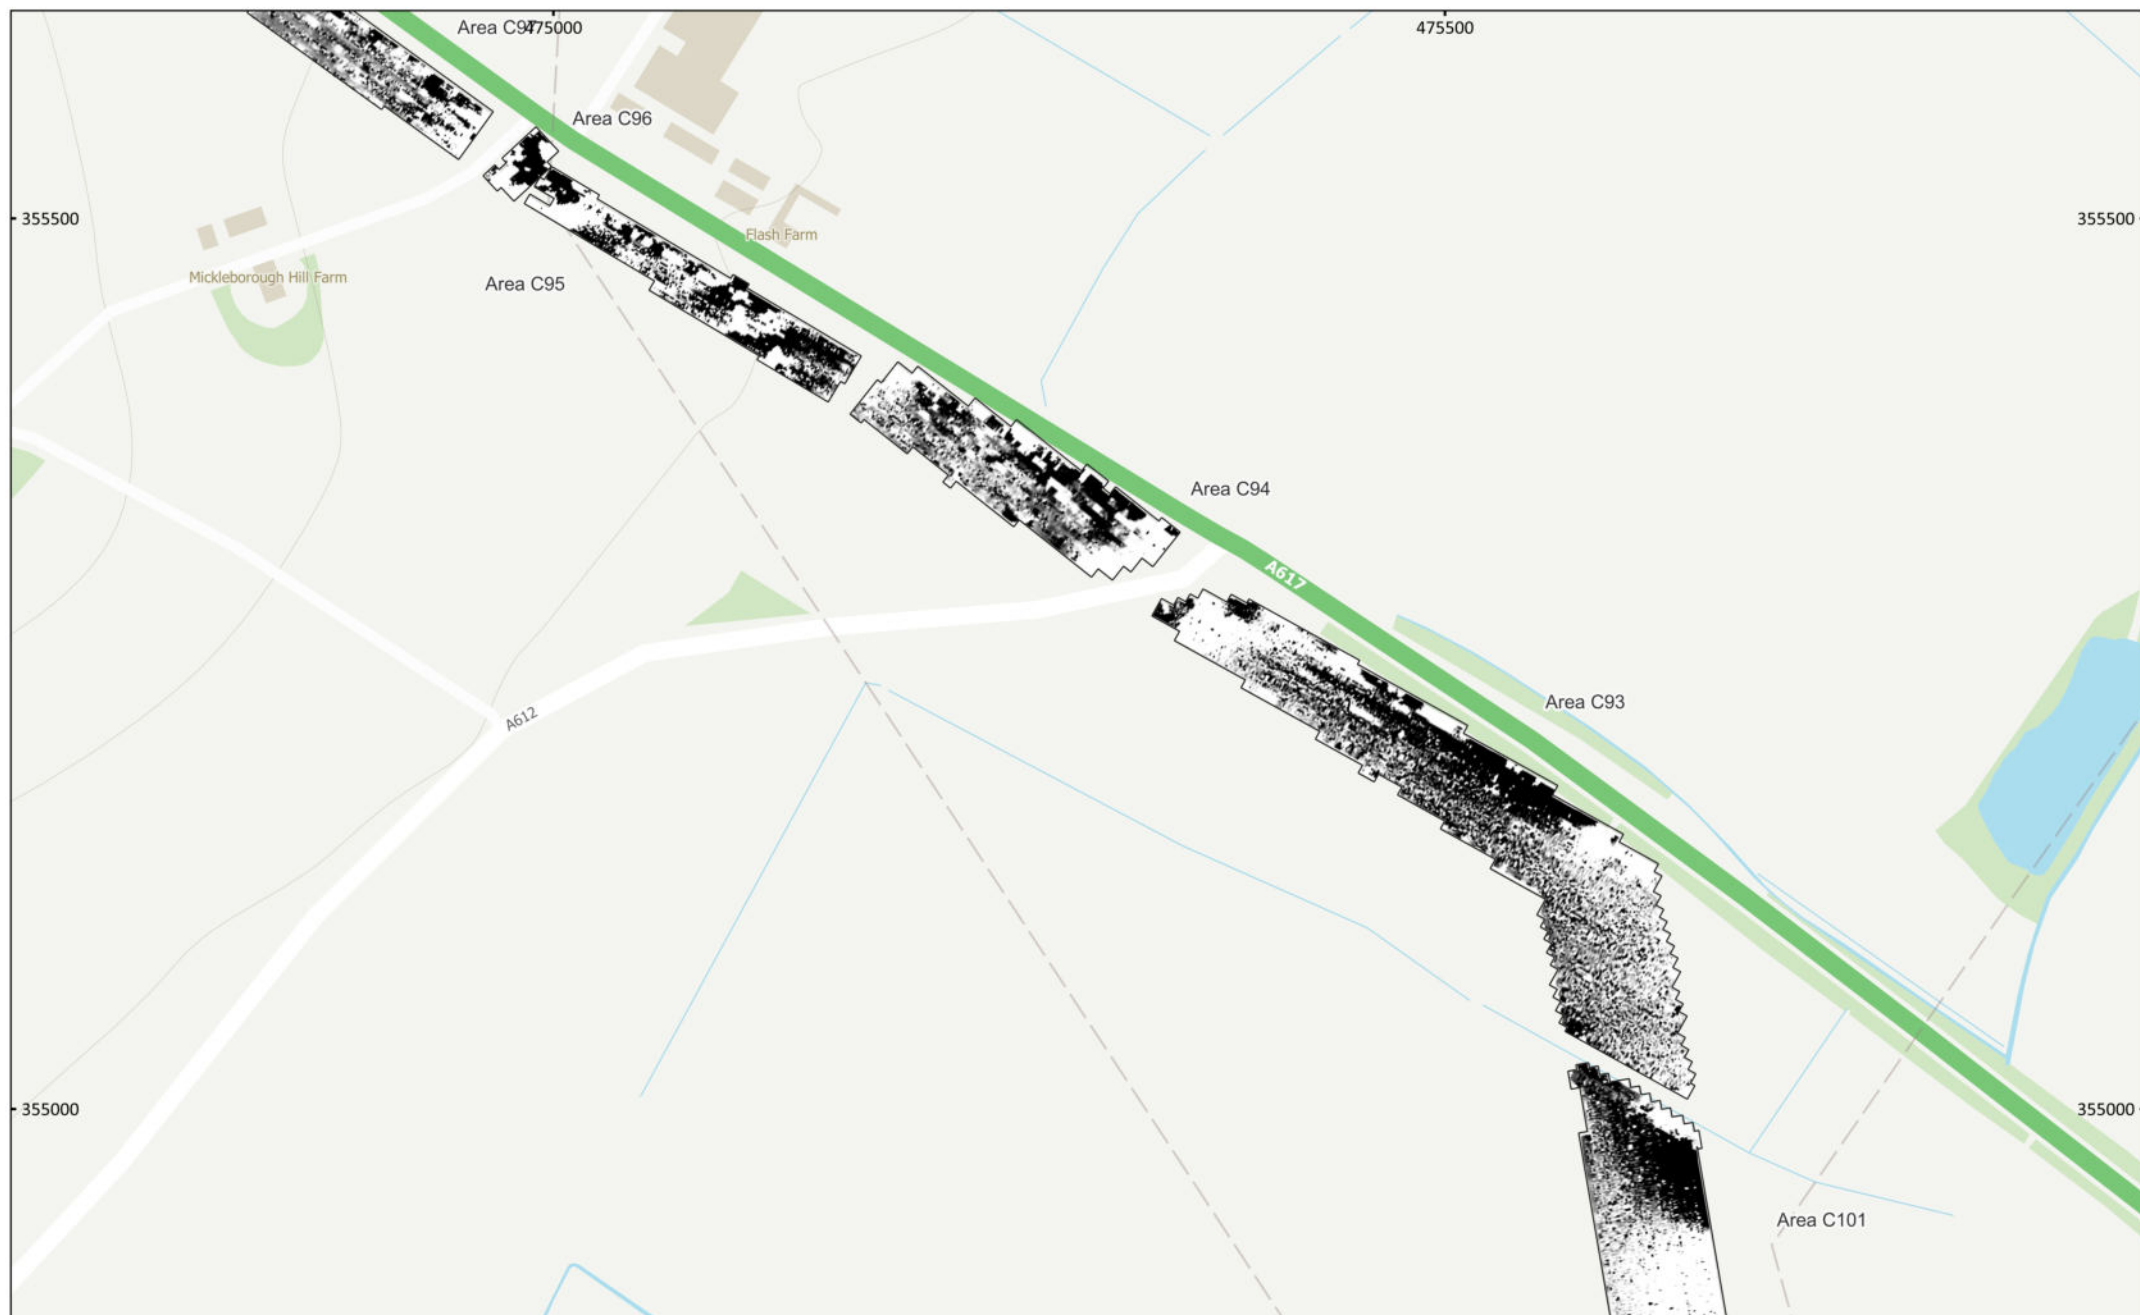 Area C97
475000
475500
Area C96
355500
355500
Flash Farm
Mickleborough Hill Farm
Area C95
Area C94
A617
Area C93
A612
355000
355000
Area C101